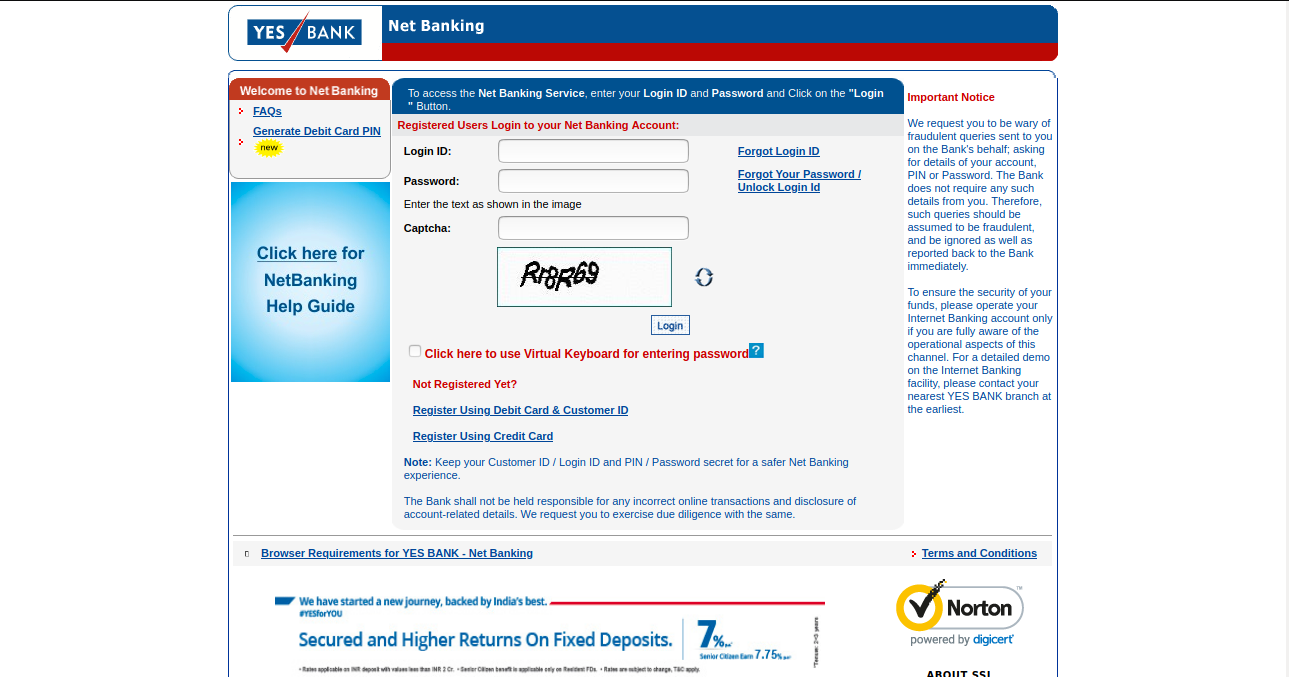 YES BANK
Net Banking
Welcome to Net Banking
FAQs
Generate Debit Card PIN
new
Click here for
NetBanking
Help Guide
To access the Net Banking Service, enter your Login ID and Password and Click on the "Login
" Button.
Registered Users Login to your Net Banking Account:
Login ID:
Forgot Login ID
Password:
Forgot Your Password /
Unlock Login Id
Enter the text as shown in the image
Captcha:
Login
Click here to use Virtual Keyboard for entering password?
Not Registered Yet?
Register Using Debit Card & Customer ID
Register Using Credit Card
Note: Keep your Customer ID / Login ID and PIN / Password secret for a safer Net Banking
experience.
The Bank shall not be held responsible for any incorrect online transactions and disclosure of
account-related details. We request you to exercise due diligence with the same.
Important Notice
We request you to be wary of
fraudulent queries sent to you
on the Bank's behalf; asking
for details of your account,
PIN or Password. The Bank
does not require any such
details from you. Therefore,
such queries should be
assumed to be fraudulent,
and be ignored as well as
reported back to the Bank
immediately.
To ensure the security of your
funds, please operate your
Internet Banking account only
if you are fully aware of the
operational aspects of this
channel. For a detailed demo
on the Internet Banking
facility, please contact your
nearest YES BANK branch at
the earliest.
Browser Requirements for YES BANK - Net Banking
Terms and Conditions
We have started a new journey, backed by India's best.
#YESforYOU
Secured and Higher Returns On Fixed Deposits.
7%
Senior Citizen Earn 7.75%
• Rates applicable on INR deposit with values less than INR 2 Cr. • Senior Citizen benefit is applicable only on Resident FDs. • Rates are subject to change, T&C apply.
Norton
powered by digicert
ABOUT SSL